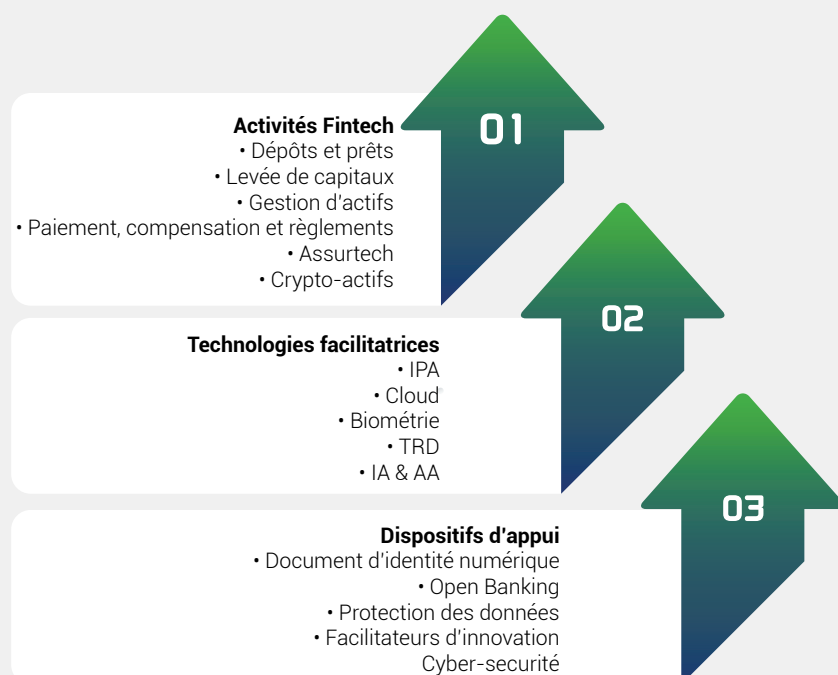 01
Activités Fintech
• Dépôts et prêts
• Levée de capitaux
• Gestion d'actifs
• Paiement, compensation et règlements
• Assurtech
• Crypto-actifs
02
Technologies facilitatrices
• IPA
• Cloud
• Biométrie
• TRD
• IA & AA
03
Dispositifs d'appui
• Document d'identité numérique
• Open Banking
• Protection des données
• Facilitateurs d'innovation
Cyber-securité